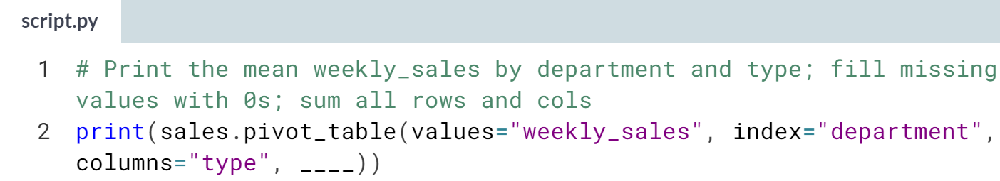 script.py
1 # Print the mean weekly_sales by department and type; fill missing
values with 0s; sum all rows and cols
2 print(sales.pivot_table(values="weekly_sales", index="department",
columns="type", ____))